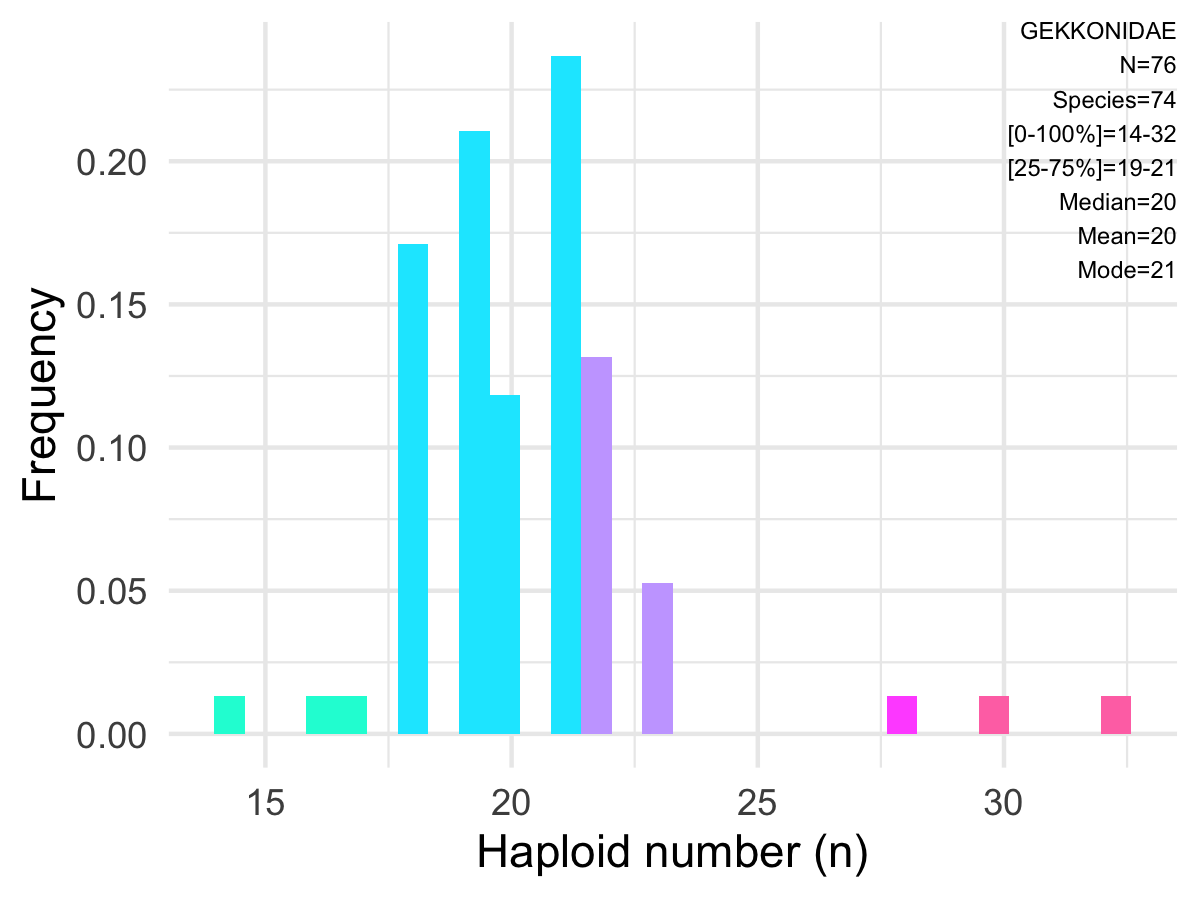 GEKKONIDAE
N=76
Species=74
[0-100%]=14-32
[25-75%]=19-21
Median=20
Mean=20
Mode=21
Frequency
0.20
0.15
0.10
0.05
0.00
15 20 25 30
Haploid number (n)